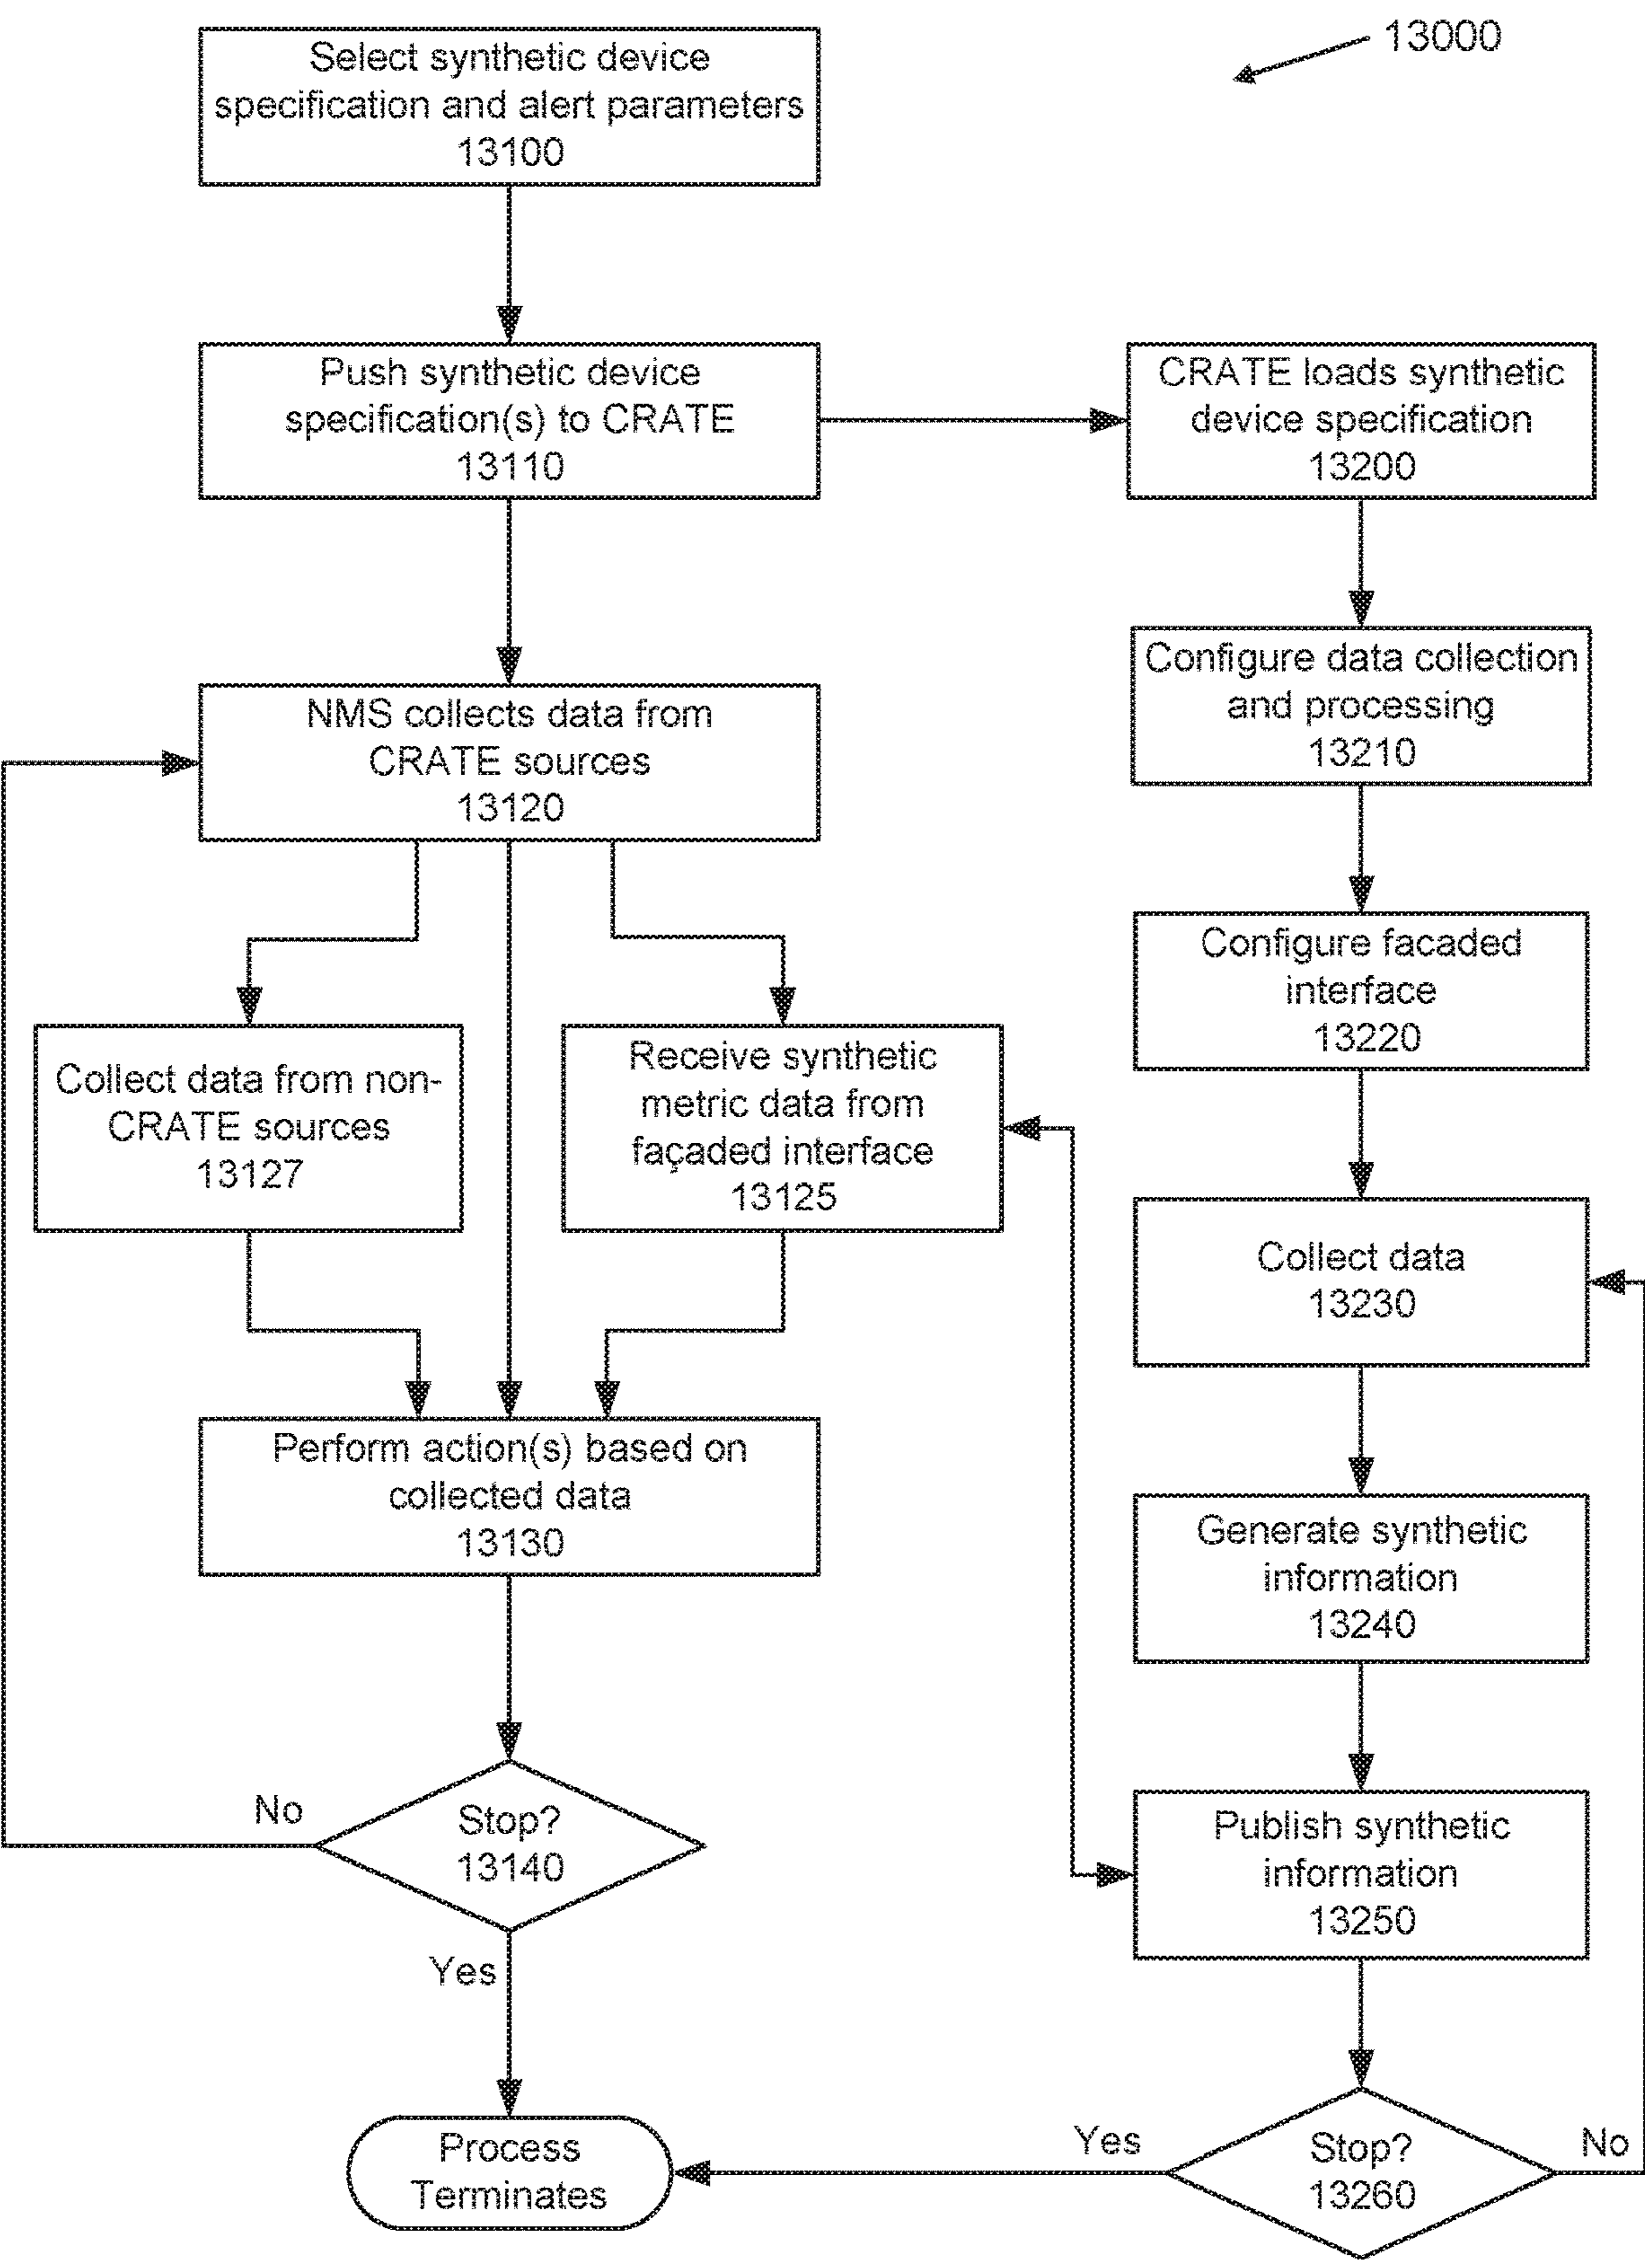 13000
Select synthetic device
specification and alert parameters
13100
Push synthetic device
specification(s) to CRATE
13110
CRATE loads synthetic
device specification
13200
NMS collects data from
CRATE sources
13120
Configure data collection
and processing
13210
Configure facaded
interface
13220
Collect data from non-
CRATE sources
13127
Receive synthetic
metric data from
façaded interface
13125
Collect data
13230
Perform action(s) based on
collected data
13130
Generate synthetic
information
13240
Publish synthetic
information
13250
No
Stop?
13140
Yes
Process
Terminates
Yes
Stop?
13260
No